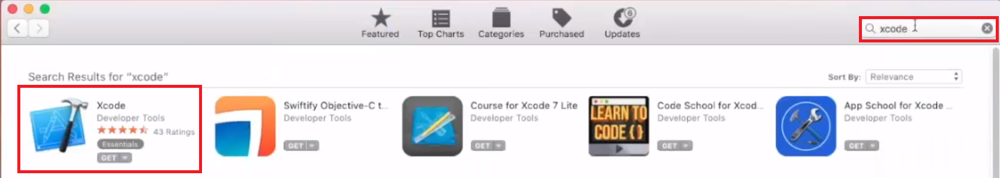 Featured
Top Charts
Categories
Purchased
6
Updates
xcode
Search Results for “xcode”
Sort By: Relevance
Xcode
Developer Tools
43 Ratings
Essentials
GET
Swiftify Objective-C t...
Developer Tools
GET
Course for Xcode 7 Lite
Developer Tools
GET
LEARN TO
CODE { }
Code School for Xcod...
Developer Tools
GET
App School for Xcode ...
Developer Tools
GET